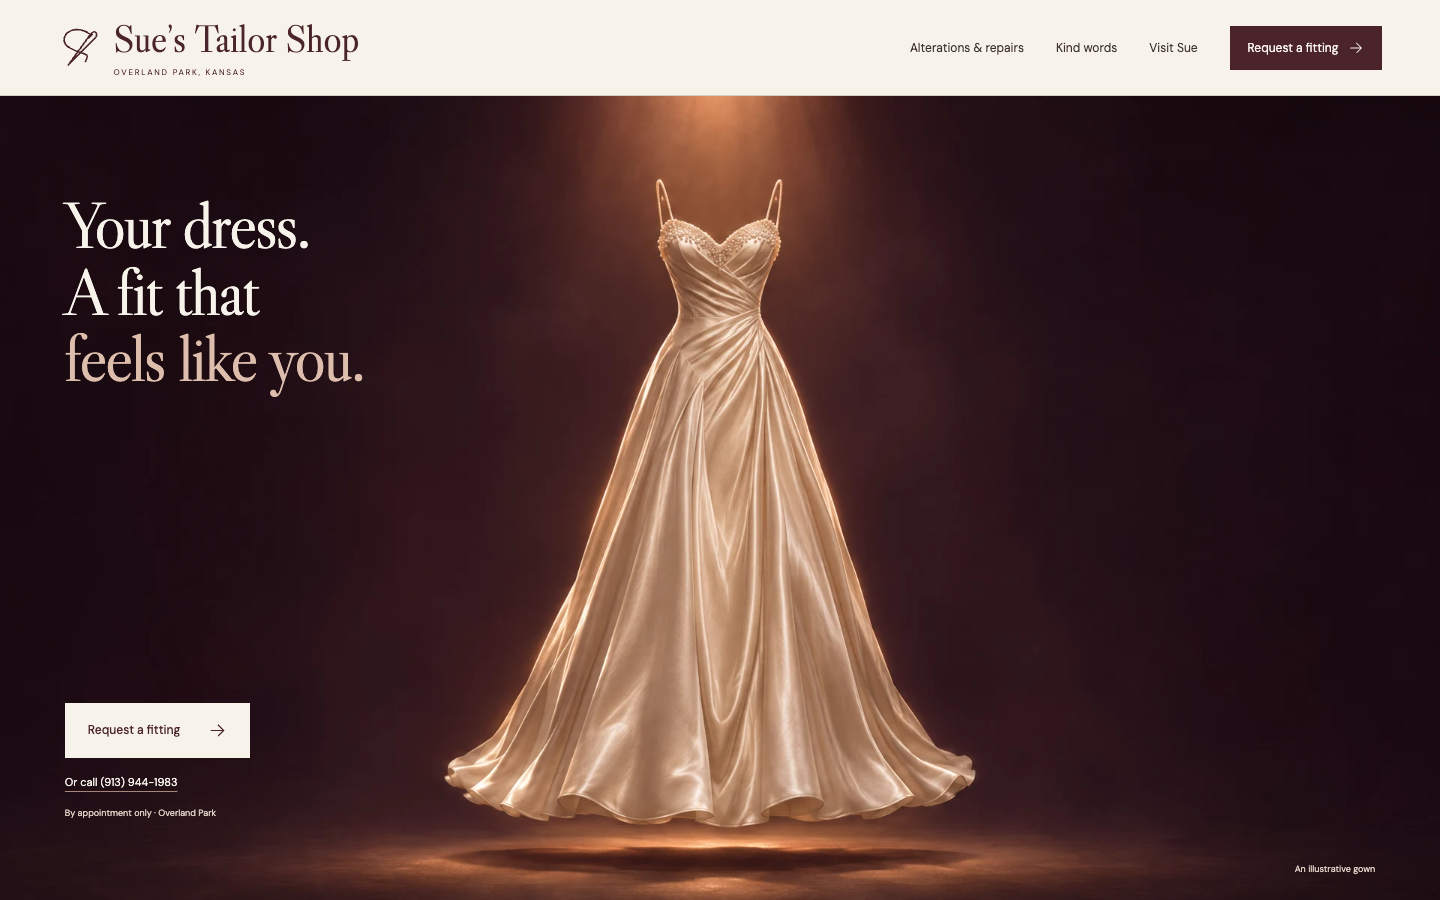 Sue's Tailor Shop
OVERLAND PARK, KANSAS
Alterations & repairs
Kind words
Visit Sue
Request a fitting
Your dress.
A fit that
feels like you.
Request a fitting
Or call (913) 944-1983
By appointment only · Overland Park
An illustrative gown